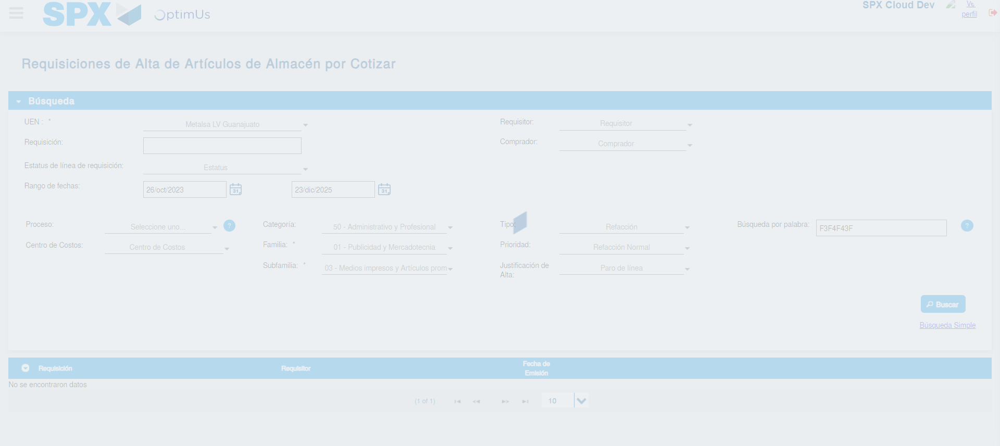 SPX OptimUs SPX Cloud Dev
perfil
Requisiciones de Alta de Artículos de Almacén por Cotizar
Búsqueda
UEN : * Metalsa LV Guanajuato Requisitor: Requisitor
Requisición: Comprador: Comprador
Estatus de línea de requisición: Estatus
Rango de fechas: 26/oct/2023 31 23/dic/2025 31
Proceso: Seleccione uno... ? Categoría: 50 - Administrativo y Profesional Tipo: Refacción Búsqueda por palabra: F3F4F43F ?
Centro de Costos: Centro de Costos Familia: * 01 - Publicidad y Mercadotecnia Prioridad: Refacción Normal
Subfamilia: * 03 - Medios impresos y Artículos prom Justificación de Alta: Paro de línea
Buscar
Búsqueda Simple
Requisición Requisitor Fecha de Emisión
No se encontraron datos
(1 of 1) 10